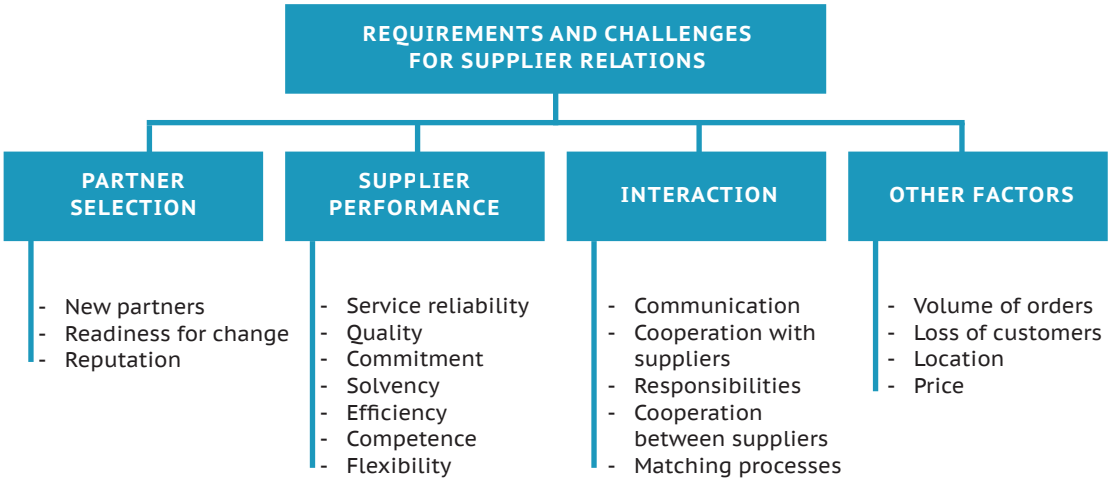 REQUIREMENTS AND CHALLENGES
FOR SUPPLIER RELATIONS
PARTNER
SELECTION
- New partners
- Readiness for change
- Reputation
SUPPLIER
PERFORMANCE
- Service reliability
- Quality
- Commitment
- Solvency
- Efficiency
- Competence
- Flexibility
INTERACTION
- Communication
- Cooperation with
suppliers
- Responsibilities
- Cooperation
between suppliers
- Matching processes
OTHER FACTORS
- Volume of orders
- Loss of customers
- Location
- Price